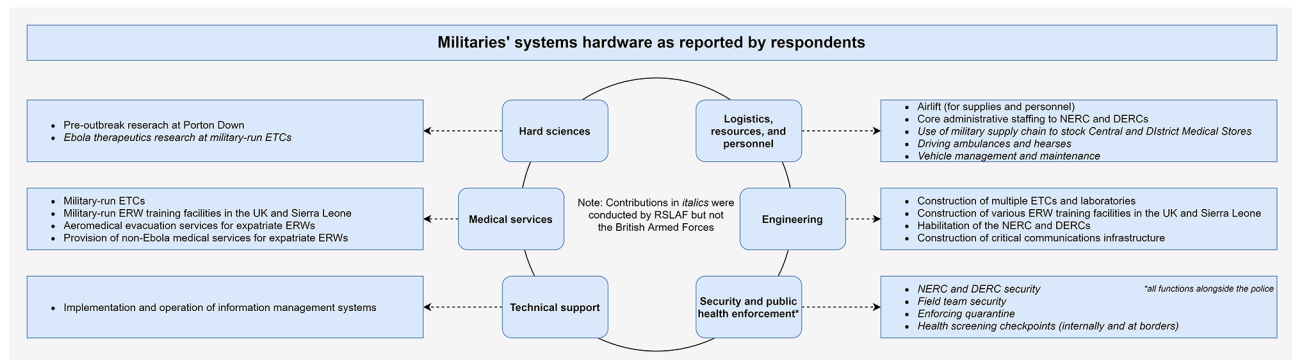 Militaries' systems hardware as reported by respondents
• Pre-outbreak reserach at Porton Down
• Ebola therapeutics research at military-run ETCs
Hard sciences
Logistics,
resources, and
personnel
• Airlift (for supplies and personnel)
• Core administrative staffing to NERC and DERCs
• Use of military supply chain to stock Central and DIstrict Medical Stores
• Driving ambulances and hearses
• Vehicle management and maintenance
• Military-run ETCs
• Military-run ERW training facilities in the UK and Sierra Leone
• Aeromedical evacuation services for expatriate ERWs
• Provision of non-Ebola medical services for expatriate ERWs
Medical services
Note: Contributions in italics were
conducted by RSLAF but not
the British Armed Forces
Engineering
• Construction of multiple ETCs and laboratories
• Construction of various ERW training facilities in the UK and Sierra Leone
• Habilitation of the NERC and DERCs
• Construction of critical communications infrastructure
• Implementation and operation of information management systems
Technical support
Security and public
health enforcement*
• NERC and DERC security
*all functions alongside the police
• Field team security
• Enforcing quarantine
• Health screening checkpoints (internally and at borders)